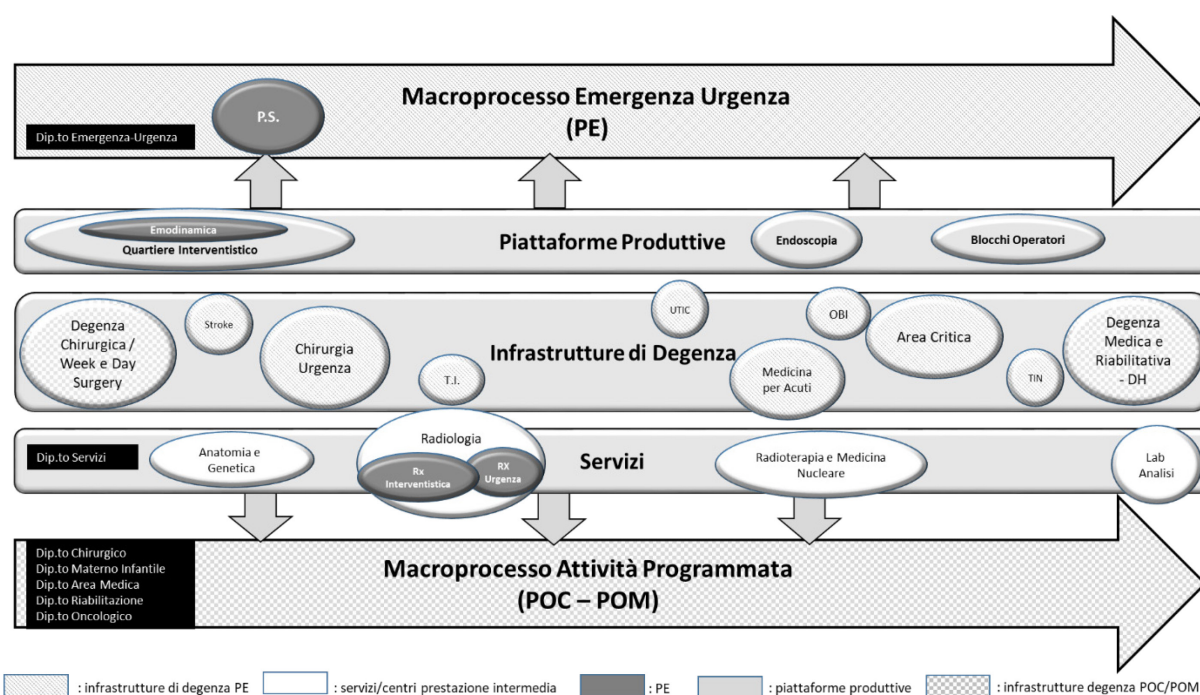 Macroprocesso Emergenza Urgenza
(PE)
P.S.
Dip.to Emergenza-Urgenza
Emodinamica
Quartiere Interventistico
Piattaforme Produttive
Endoscopia
Blocchi Operatori
Degenza
Chirurgica /
Week e Day
Surgery
Stroke
Chirurgia
Urgenza
T.I.
Infrastrutture di Degenza
UTIC
Medicina
per Acuti
OBI
Area Critica
TIN
Degenza
Medica e
Riabilitativa
- DH
Dip.to Servizi
Anatomia e
Genetica
Radiologia
Rx
Interventistica
RX
Urgenza
Servizi
Radioterapia e Medicina
Nucleare
Lab
Analisi
Dip.to Chirurgico
Dip.to Materno Infantile
Dip.to Area Medica
Dip.to Riabilitazione
Dip.to Oncologico
Macroprocesso Attività Programmata
(POC – POM)
: infrastrutture di degenza PE
: servizi/centri prestazione intermedia
: PE
: piattaforme produttive
: infrastrutture degenza POC/POM